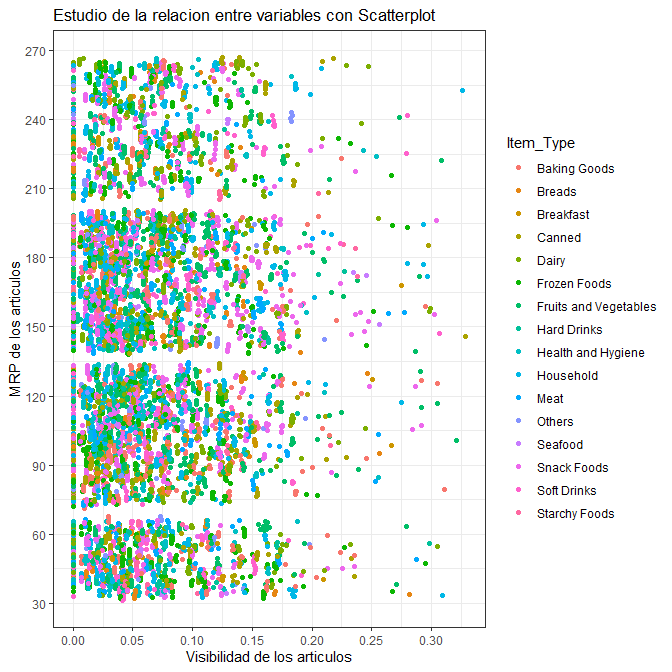 Estudio de la relacion entre variables con Scatterplot
270
240
210
180
150
120
90
60
30
MRP de los articulos
0.00 0.05 0.10 0.15 0.20 0.25 0.30
Visibilidad de los articulos
Item_Type
Baking Goods
Breads
Breakfast
Canned
Dairy
Frozen Foods
Fruits and Vegetables
Hard Drinks
Health and Hygiene
Household
Meat
Others
Seafood
Snack Foods
Soft Drinks
Starchy Foods